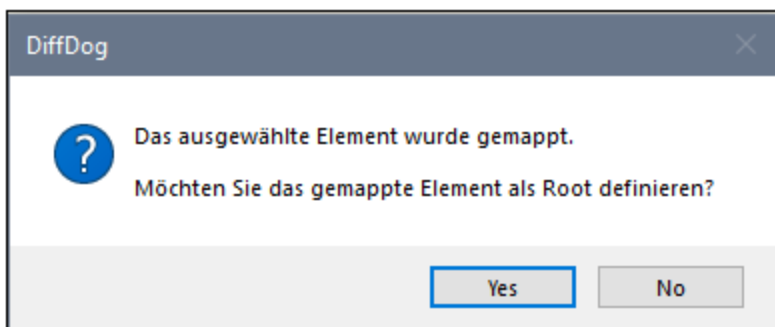 DiffDog
Das ausgewählte Element wurde gemappt.
Möchten Sie das gemappte Element als Root definieren?
Yes No